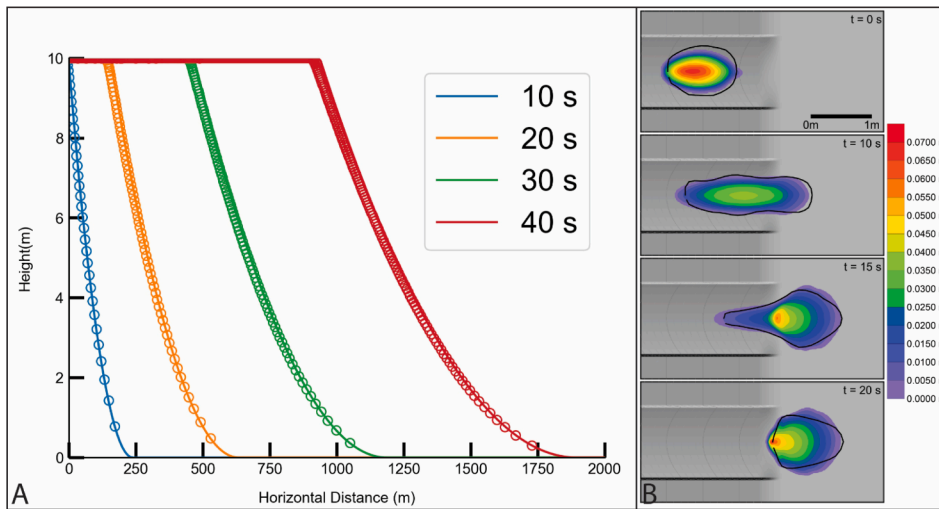 10
8
6
4
2
0
Height(m)
0
250
500
750
1000
1250
1500
1750
2000
Horizontal Distance (m)
10 s
20 s
30 s
40 s
A
t = 0 s
0m 1m
t = 10 s
t = 15 s
t = 20 s
0.0700
0.0650
0.0600
0.0550
0.0500
0.0450
0.0400
0.0350
0.0300
0.0250
0.0200
0.0150
0.0100
0.0050
0.0000
B